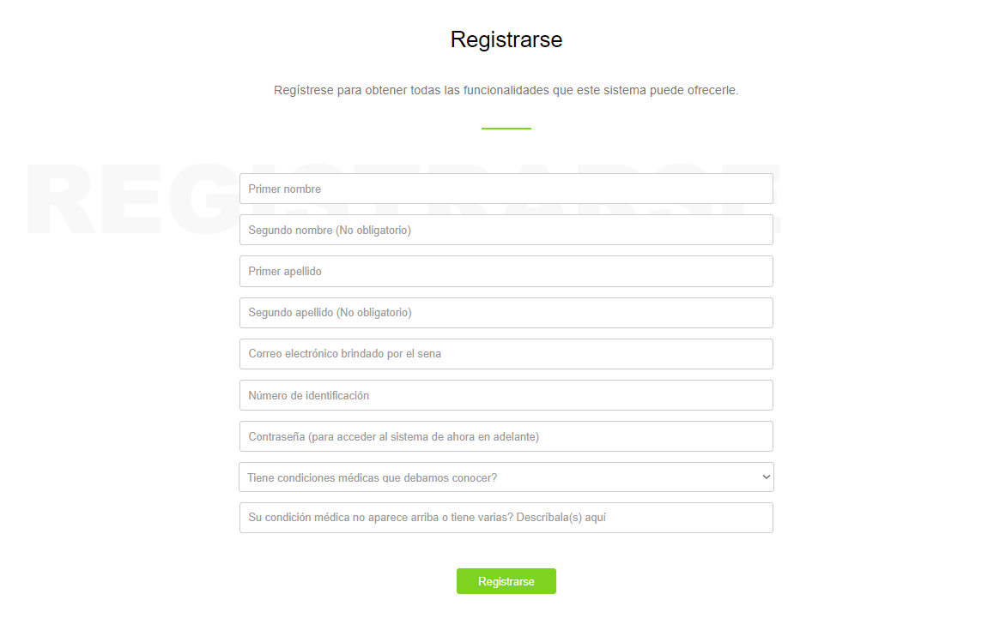 Registrarse
Regístrese para obtener todas las funcionalidades que este sistema puede ofrecerle.
REGISTRARSE
Primer nombre
Segundo nombre (No obligatorio)
Primer apellido
Segundo apellido (No obligatorio)
Correo electrónico brindado por el sena
Número de identificación
Contraseña (para acceder al sistema de ahora en adelante)
Tiene condiciones médicas que debamos conocer?
Su condición médica no aparece arriba o tiene varias? Descríbala(s) aquí
Registrarse